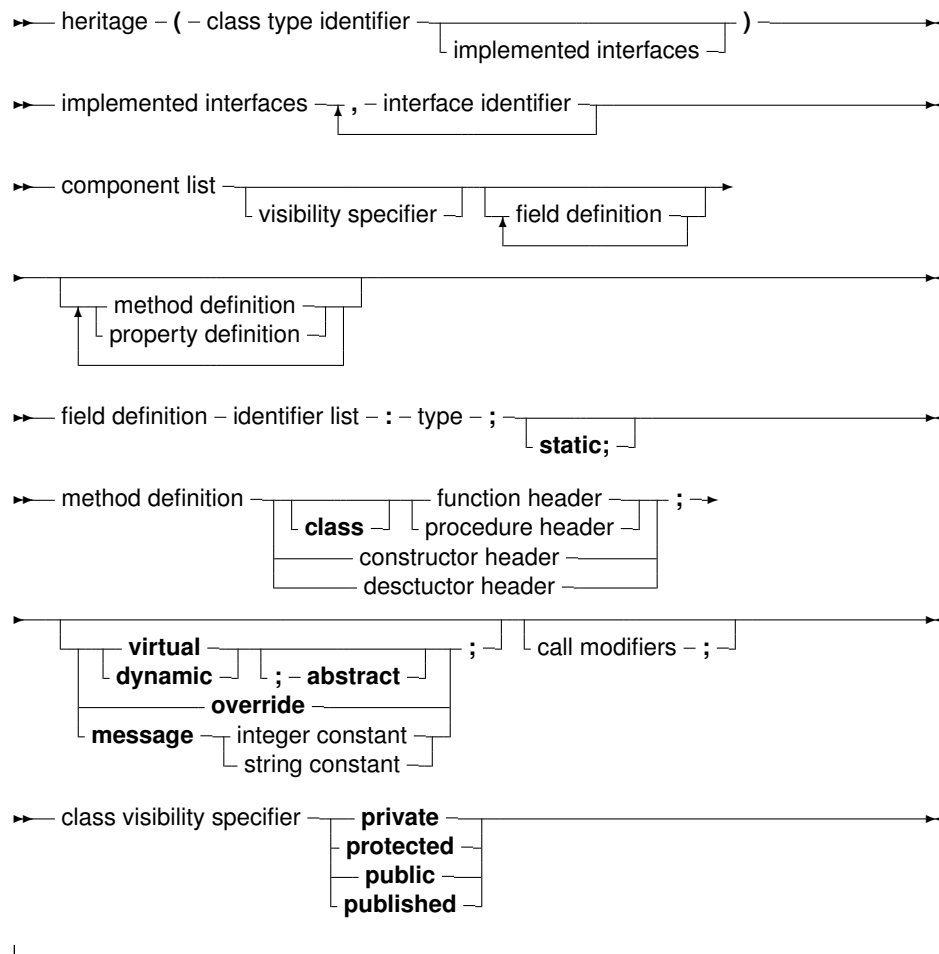 heritage ( class type identifier )
implemented interfaces
implemented interfaces , interface identifier
component list
visibility specifier field definition
method definition
property definition
field definition identifier list : type ;
static;
method definition function header ;
class procedure header
constructor header
desctuctor header
virtual ; call modifiers ;
dynamic ; abstract
override
message integer constant
string constant
class visibility specifier private
protected
public
published